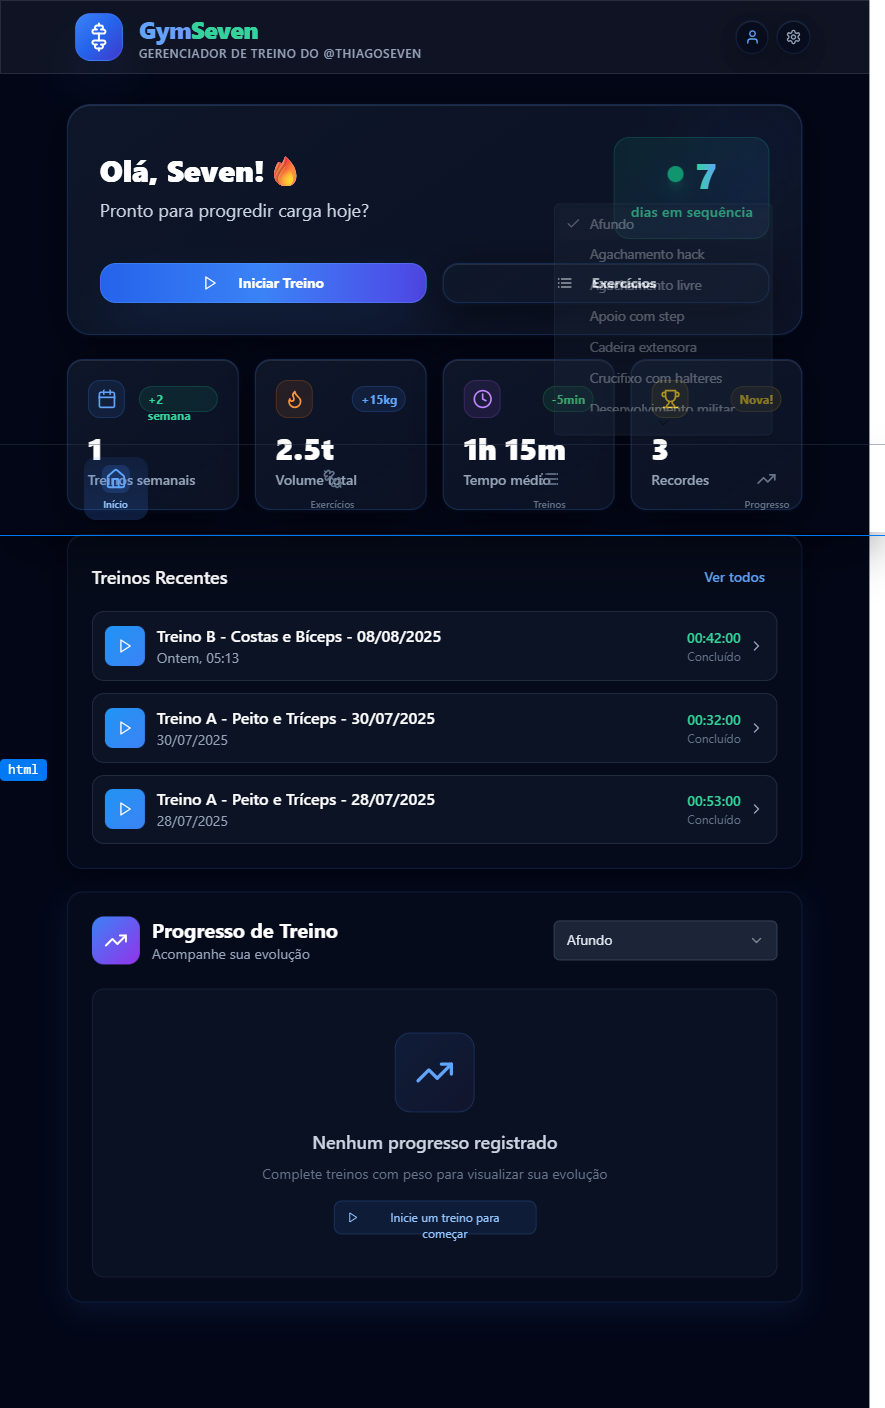 GymSeven
GERENCIADOR DE TREINO DO @THIAGOSEVEN
Olá, Seven! 🔥
Pronto para progredir carga hoje?
7
dias em sequência
Iniciar Treino
Exercícios
Afundo
Agachamento hack
Agachamento livre
Apoio com step
Cadeira extensora
Crucifixo com halteres
Desenvolvimento militar
+2
semana
1
Treinos semanais
+15kg
2.5t
Volume total
-5min
1h 15m
Tempo médio
Nova!
3
Recordes
Início
Exercícios
Treinos
Progresso
Treinos Recentes
Ver todos
Treino B - Costas e Bíceps - 08/08/2025
Ontem, 05:13
00:42:00
Concluído
Treino A - Peito e Tríceps - 30/07/2025
30/07/2025
00:32:00
Concluído
html
Treino A - Peito e Tríceps - 28/07/2025
28/07/2025
00:53:00
Concluído
Progresso de Treino
Acompanhe sua evolução
Afundo
Nenhum progresso registrado
Complete treinos com peso para visualizar sua evolução
Inicie um treino para
começar